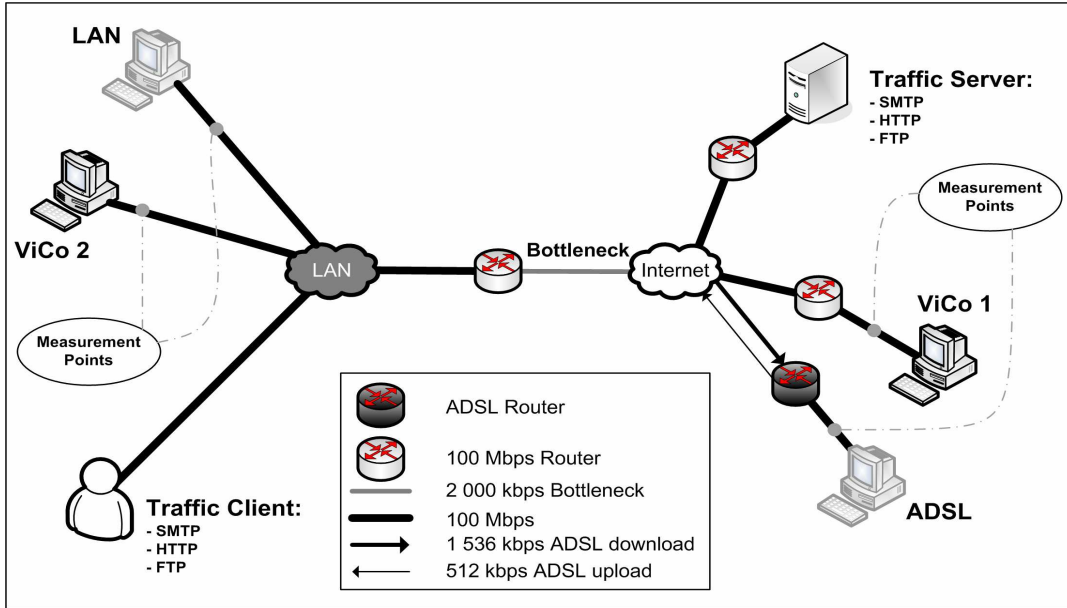 LAN
ViCo 2
Measurement
Points
Traffic Client:
- SMTP
- HTTP
- FTP
LAN
Bottleneck
Internet
Traffic Server:
- SMTP
- HTTP
- FTP
Measurement
Points
ViCo 1
ADSL
ADSL Router
100 Mbps Router
2 000 kbps Bottleneck
100 Mbps
1 536 kbps ADSL download
512 kbps ADSL upload